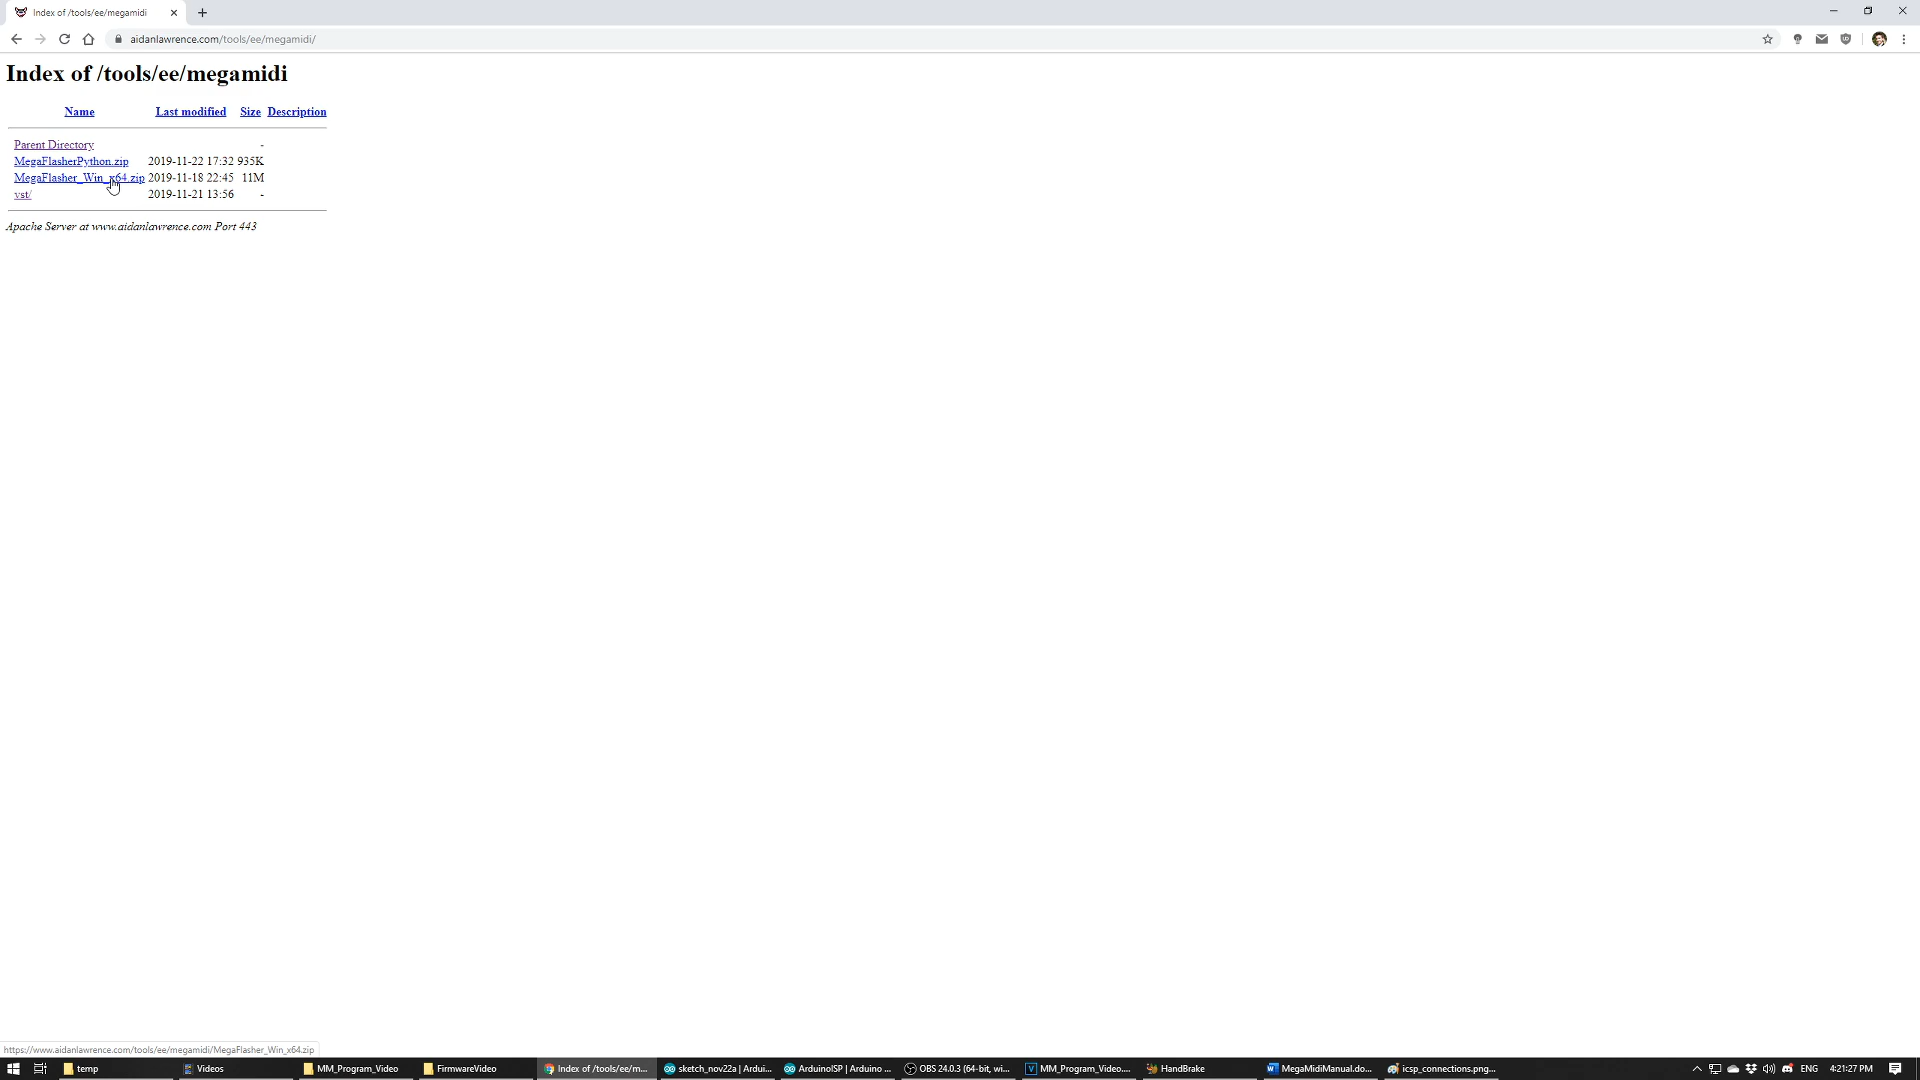 Index of /tools/ee/megamidi
aidanlawrence.com/tools/ee/megamidi/
Index of /tools/ee/megamidi
Name Last modified Size Description
Parent Directory -
MegaFlasherPython.zip 2019-11-22 17:32 935K
MegaFlasher_Win_x64.zip 2019-11-18 22:45 11M
vst/ 2019-11-21 13:56 -
Apache Server at www.aidanlawrence.com Port 443
https://www.aidanlawrence.com/tools/ee/megamidi/MegaFlasher_Win_x64.zip
temp Videos MM_Program_Video FirmwareVideo Index of /tools/ee/m... sketch_nov22a | Ardui... ArduinoISP | Arduino ... OBS 24.0.3 (64-bit, wi... MM_Program_Video.... HandBrake MegaMidiManual.do... icsp_connections.png... ENG 4:21:27 PM